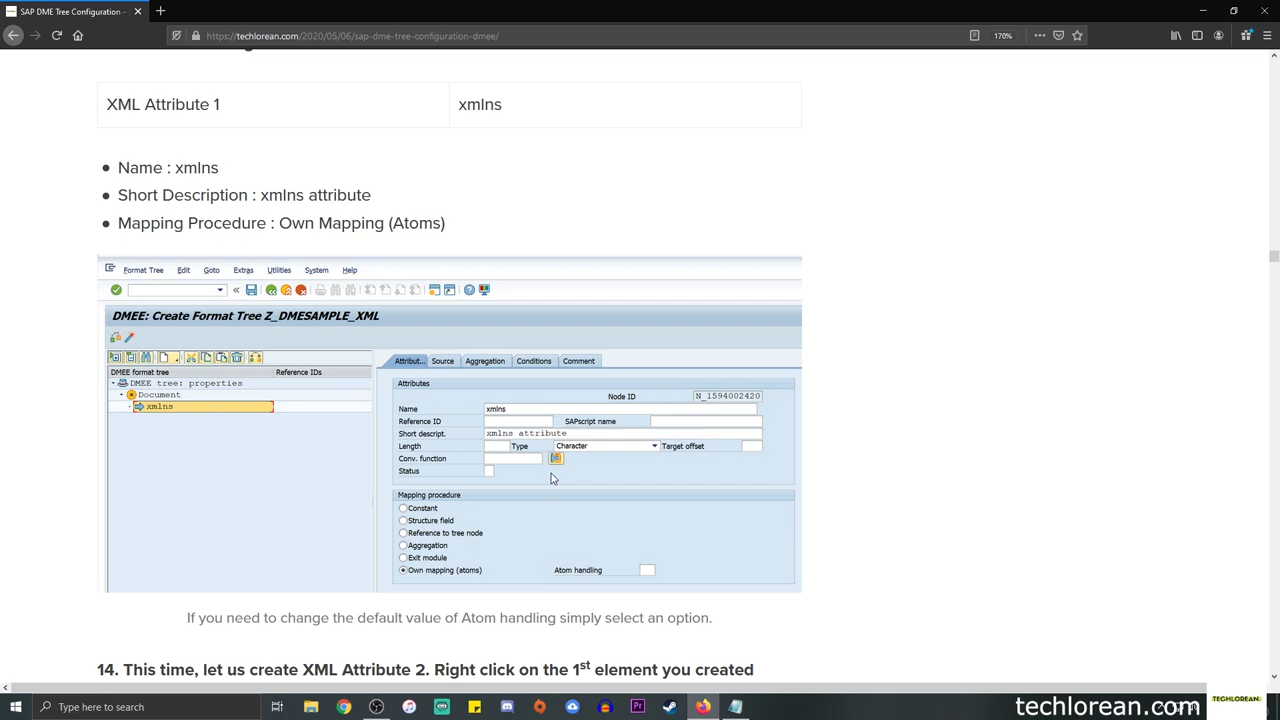 SAP DME Tree Configuration –
https://techlorean.com/2020/05/06/sap-dme-tree-configuration-dmee/
170%
XML Attribute 1 xmlns
Name : xmlns
Short Description : xmlns attribute
Mapping Procedure : Own Mapping (Atoms)
Format Tree Edit Goto Extras Utilities System Help
DMEE: Create Format Tree Z_DMESAMPLE_XML
DMEE format tree Reference IDs
DMEE tree: properties
Document
xmlns
Attribut... Source Aggregation Conditions Comment
Attributes
Node ID N_1594002420
Name xmlns
Reference ID SAPscript name
Short descript. xmlns attribute
Length Type Character Target offset
Conv. function
Status
Mapping procedure
Constant
Structure field
Reference to tree node
Aggregation
Exit module
Own mapping (atoms) Atom handling
If you need to change the default value of Atom handling simply select an option.
14. This time, let us create XML Attribute 2. Right click on the 1st element you created
Type here to search
techlorean.com
TECHLOREAN